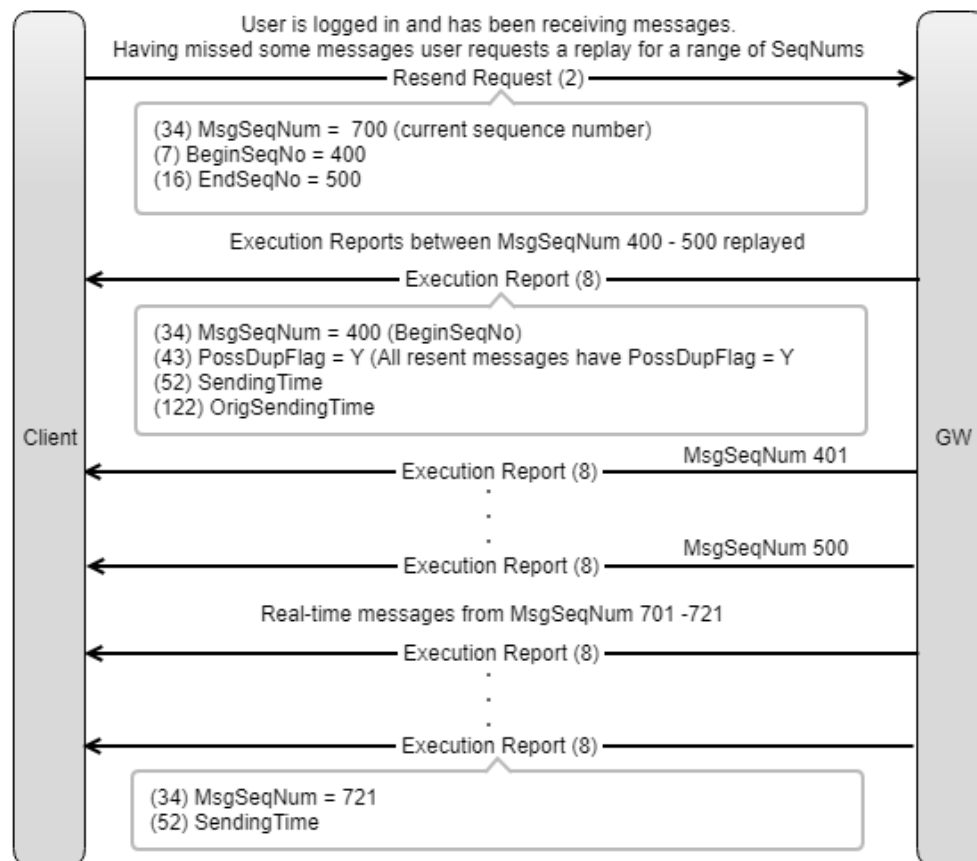 User is logged in and has been receiving messages.
Having missed some messages user requests a replay for a range of SeqNums
Resend Request (2)
(34) MsgSeqNum = 700 (current sequence number)
(7) BeginSeqNo = 400
(16) EndSeqNo = 500
Execution Reports between MsgSeqNum 400 - 500 replayed
Execution Report (8)
(34) MsgSeqNum = 400 (BeginSeqNo)
(43) PossDupFlag = Y (All resent messages have PossDupFlag = Y
(52) SendingTime
(122) OrigSendingTime
Client
GW
MsgSeqNum 401
Execution Report (8)
MsgSeqNum 500
Execution Report (8)
Real-time messages from MsgSeqNum 701 -721
Execution Report (8)
Execution Report (8)
(34) MsgSeqNum = 721
(52) SendingTime